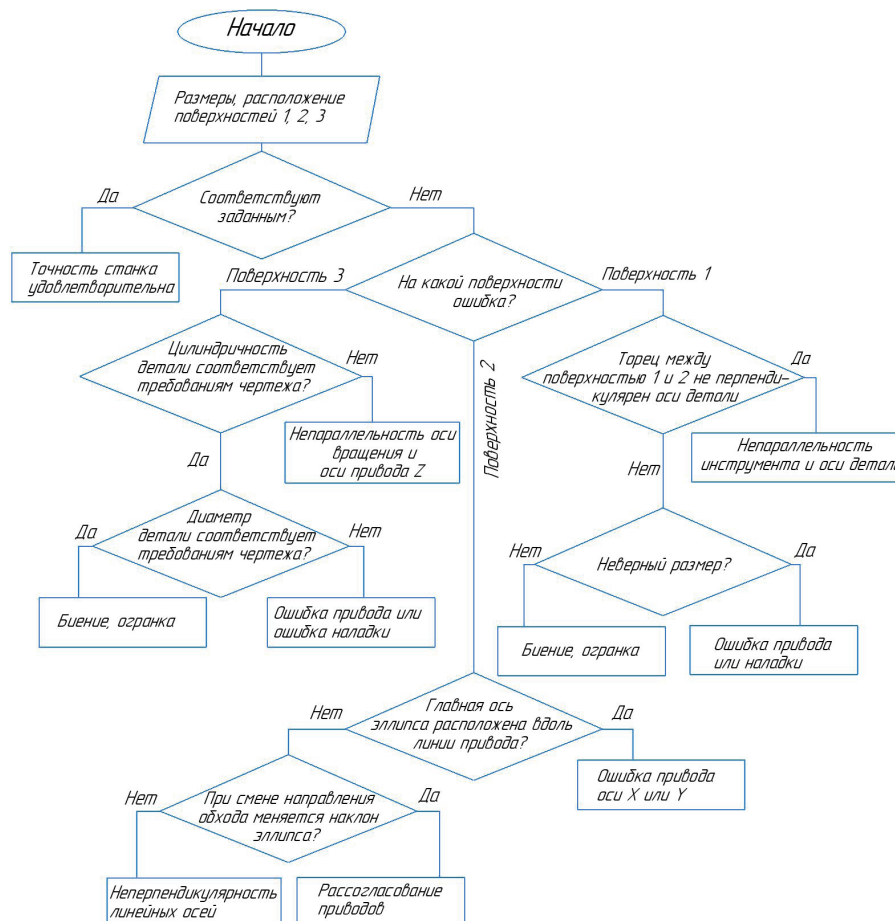 Начало
Размеры, расположение
поверхностей 1, 2, 3
Да
Соответствуют
заданным?
Нет
Точность станка
удовлетворительна
Поверхность 3
На какой поверхности
ошибка?
Поверхность 1
Цилиндричность
детали соответствует
требованиям чертежа?
Нет
Поверхность 2
Торец между
поверхностью 1 и 2 не перпенди-
кулярен оси детали
Да
Непараллельность оси
вращения и
оси привода Z
Непараллельность
инструмента и оси детали
Да
Нет
Да
Диаметр
детали соответствует
требованиям чертежа?
Нет
Нет
Неверный размер?
Да
Биение, огранка
Ошибка привода или
ошибка наладки
Биение, огранка
Ошибка привода
или наладки
Нет
Главная ось
эллипса расположена вдоль
линии привода?
Да
Ошибка привода
оси X или Y
Нет
При смене направления
обхода меняется наклон
эллипса?
Да
Неперпендикулярность
линейных осей
Рассогласование
приводов